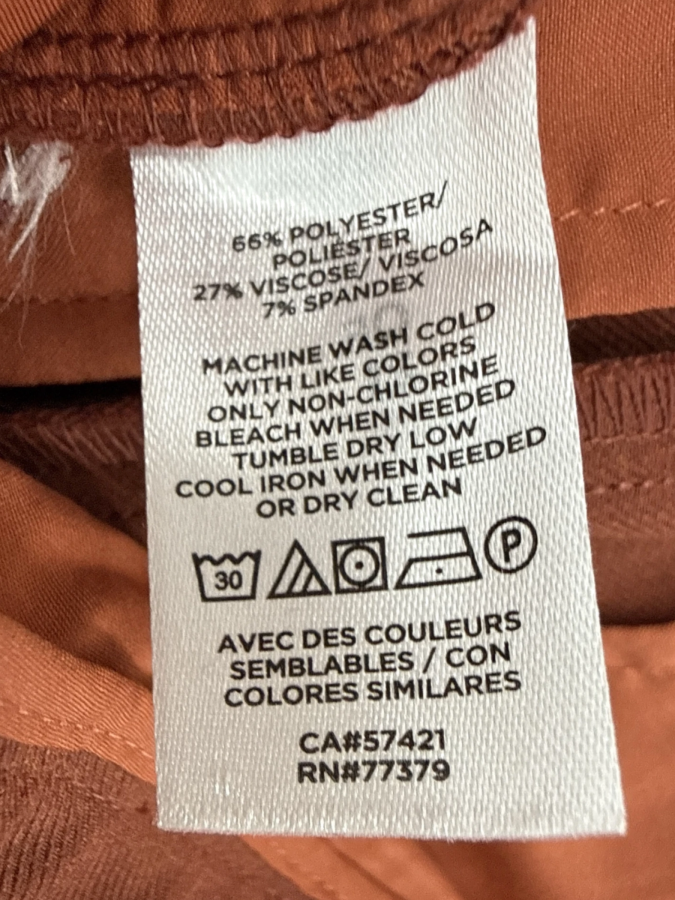 66% POLYESTER/
POLIÉSTER
27% VISCOSE/ VISCOSA
7% SPANDEX
MACHINE WASH COLD
WITH LIKE COLORS
ONLY NON-CHLORINE
BLEACH WHEN NEEDED
TUMBLE DRY LOW
COOL IRON WHEN NEEDED
OR DRY CLEAN
30 P
AVEC DES COULEURS
SEMBLABLES / CON
COLORES SIMILARES
CA#57421
RN#77379